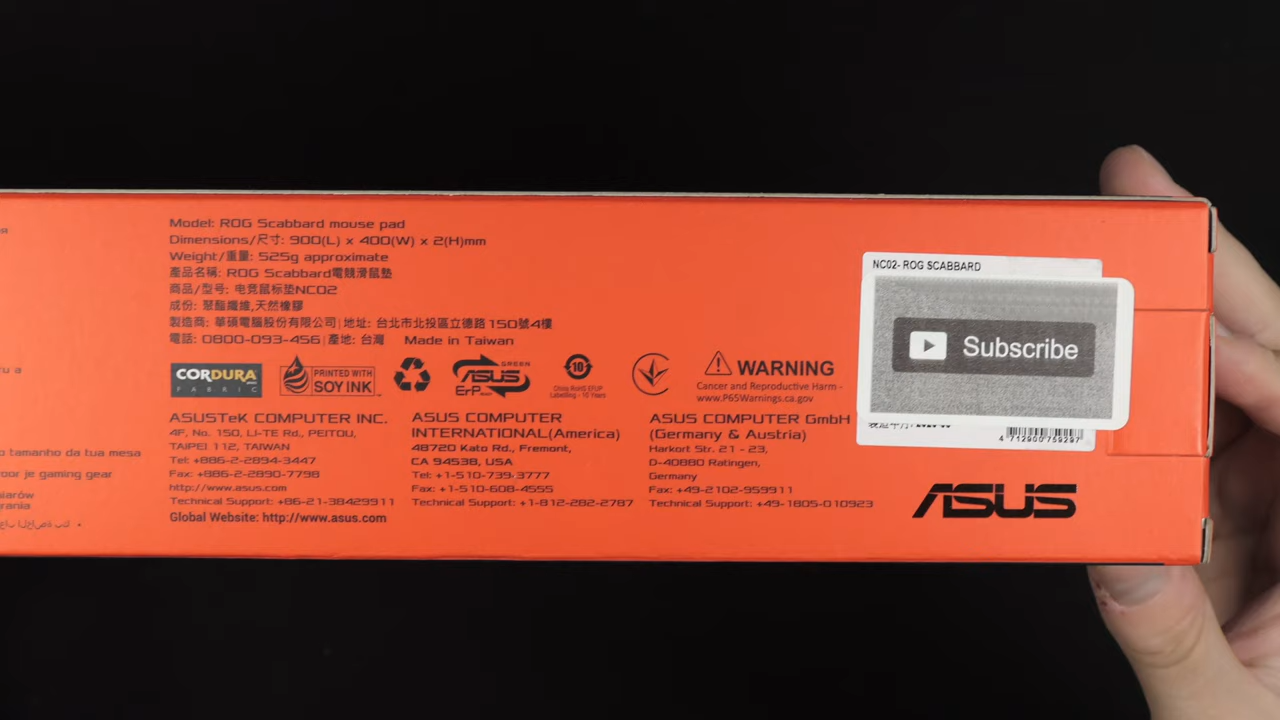 Model: ROG Scabbard mouse pad
Dimensions/尺寸: 900(L) x 400(W) x 2(H)mm
Weight/重量: 525g approximate
產品名稱: ROG Scabbard電競滑鼠墊
商品/型号: 电竞鼠标垫NC02
成份: 聚酯纖維,天然橡膠
製造商: 華碩電腦股份有限公司 | 地址: 台北市北投區立德路150號4樓
電話: 0800-093-456 | 產地: 台灣 Made in Taiwan
CORDURA
FABRIC
PRINTED WITH
SOY INK
GREEN
ASUS
ErP
10
China RoHS EFUP
Labelling - 10 Years
WARNING
Cancer and Reproductive Harm -
www.P65Warnings.ca.gov
ASUSTeK COMPUTER INC.
4F, No. 150, LI-TE Rd., PEITOU,
TAIPEI 112, TAIWAN
Tel: +886-2-2894-3447
Fax: +886-2-2890-7798
http://www.asus.com
Technical Support: +86-21-38429911
Global Website: http://www.asus.com
ASUS COMPUTER
INTERNATIONAL(America)
48720 Kato Rd., Fremont,
CA 94538, USA
Tel: +1-510-739-3777
Fax: +1-510-608-4555
Technical Support: +1-812-282-2787
ASUS COMPUTER GmbH
(Germany & Austria)
Harkort Str. 21 - 23,
D-40880 Ratingen,
Germany
Fax: +49-2102-959911
Technical Support: +49-1805-010923
NC02- ROG SCABBARD
Subscribe
4 712900 759297
ASUS
o tamanho da tua mesa
oor je gaming gear